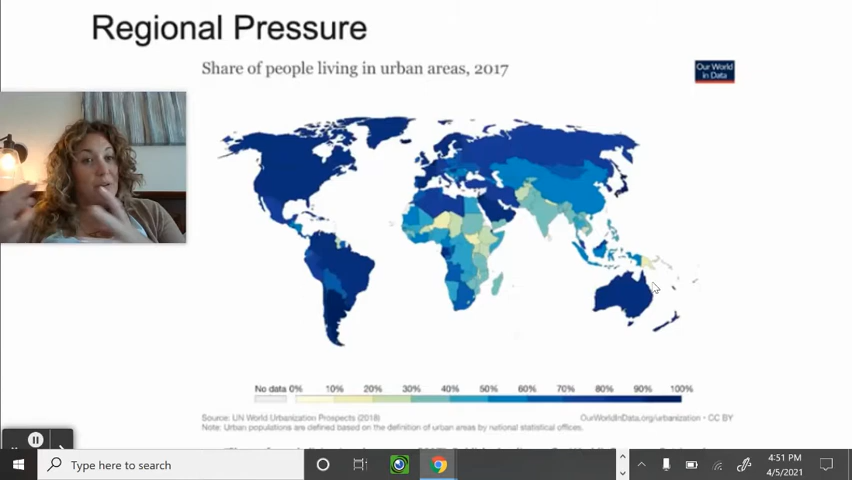 Regional Pressure
Share of people living in urban areas, 2017
Our World
in Data
No data 0% 10% 20% 30% 40% 50% 60% 70% 80% 90% 100%
Source: UN World Urbanization Prospects (2018) OurWorldInData.org/urbanization • CC BY
Note: Urban populations are defined based on the definition of urban areas by national statistical offices.
Type here to search
4:51 PM
4/5/2021